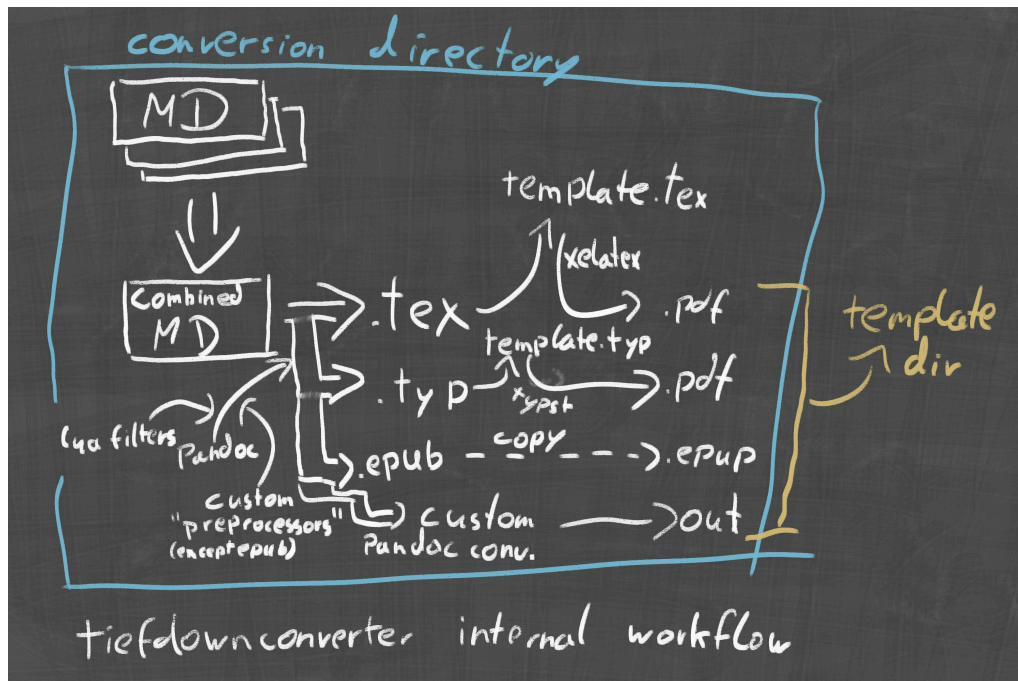 conversion directory
MD
template.tex
xelatex
combined
MD
.tex
.pdf
template
dir
template.typ
.typ
typst
.pdf
lua filters
Pandoc
.epub
copy
.epup
custom
"preprocessors"
(except epub)
custom
Pandoc conv.
out
tiefdownconverter internal workflow